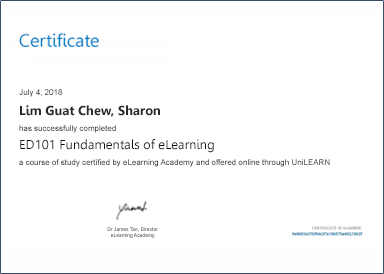 Certificate
July 4, 2018
Lim Guat Chew, Sharon
has successfully completed
ED101 Fundamentals of eLearning
a course of study certified by eLearning Academy and offered online through UniLEARN
Dr James Tan, Director
eLearning Academy
CERTIFICATE ID NUMBER: